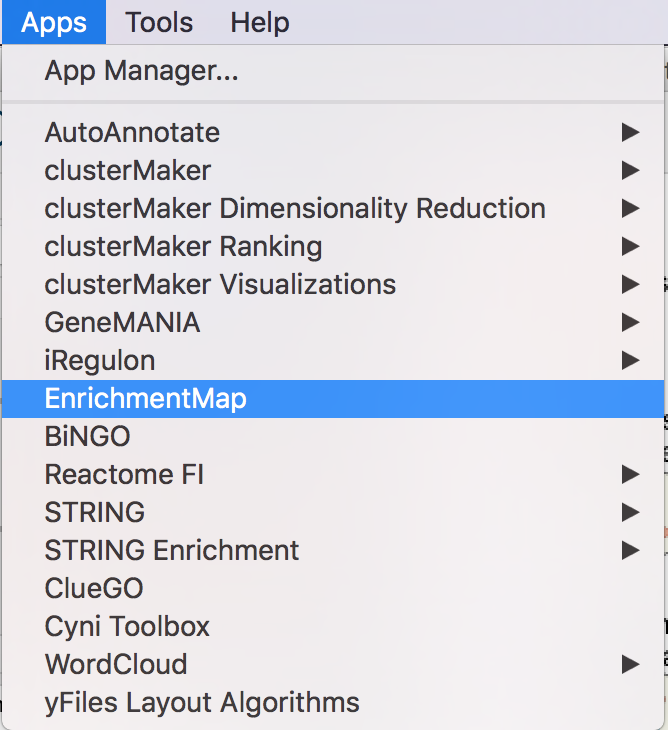 Apps Tools Help
App Manager...
AutoAnnotate
clusterMaker
clusterMaker Dimensionality Reduction
clusterMaker Ranking
clusterMaker Visualizations
GeneMANIA
iRegulon
EnrichmentMap
BiNGO
Reactome FI
STRING
STRING Enrichment
ClueGO
Cyni Toolbox
WordCloud
yFiles Layout Algorithms